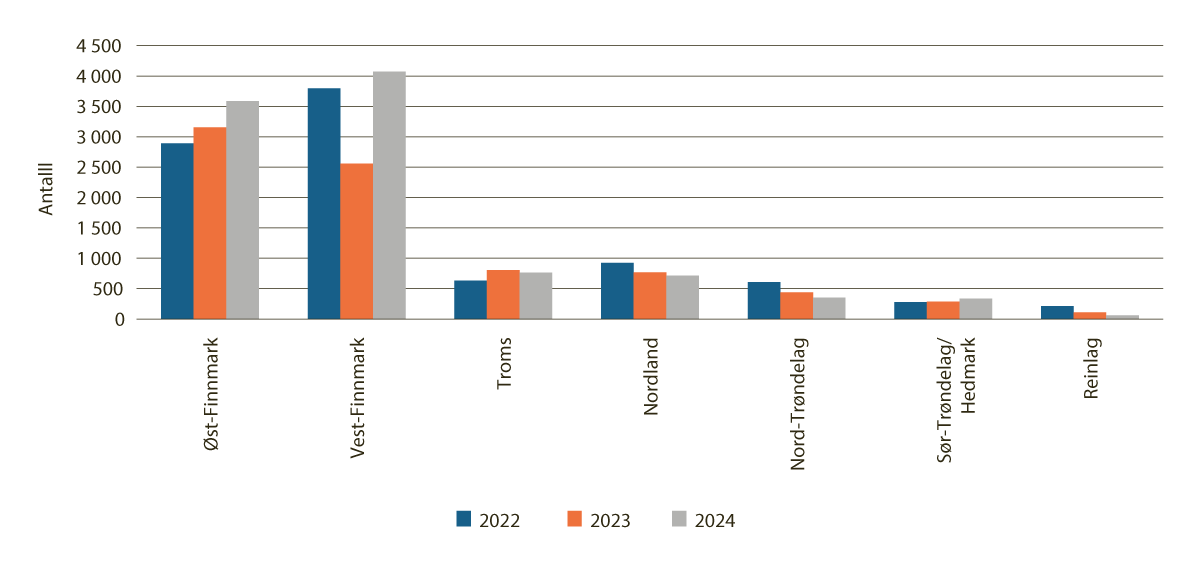 4 500
4 000
3 500
3 000
2 500
2 000
1 500
1 000
500
0
Antalll
Øst-Finnmark
Vest-Finnmark
Troms
Nordland
Nord-Trøndelag
Sør-Trøndelag/
Hedmark
Reinlag
2022
2023
2024